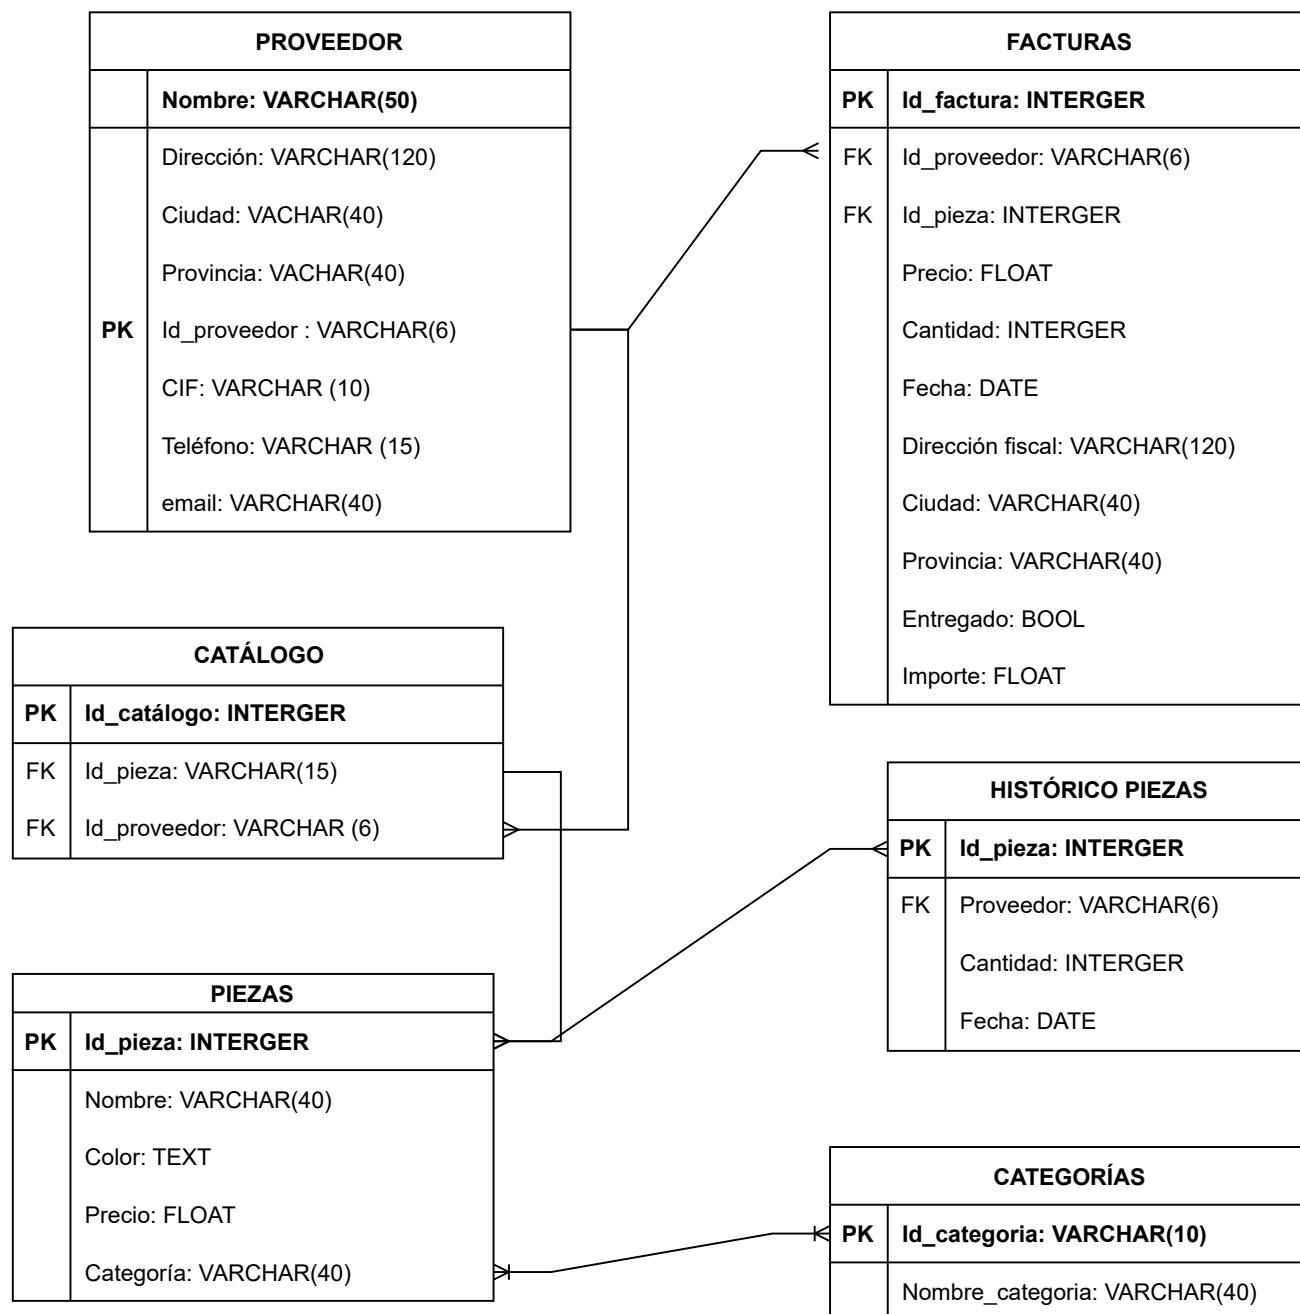 PROVEEDOR
Nombre: VARCHAR(50)
Dirección: VARCHAR(120)
Ciudad: VACHAR(40)
Provincia: VACHAR(40)
PK Id_proveedor : VARCHAR(6)
CIF: VARCHAR (10)
Teléfono: VARCHAR (15)
email: VARCHAR(40)
FACTURAS
PK Id_factura: INTERGER
FK Id_proveedor: VARCHAR(6)
FK Id_pieza: INTERGER
Precio: FLOAT
Cantidad: INTERGER
Fecha: DATE
Dirección fiscal: VARCHAR(120)
Ciudad: VARCHAR(40)
Provincia: VARCHAR(40)
Entregado: BOOL
Importe: FLOAT
CATÁLOGO
PK Id_catálogo: INTERGER
FK Id_pieza: VARCHAR(15)
FK Id_proveedor: VARCHAR (6)
HISTÓRICO PIEZAS
PK Id_pieza: INTERGER
FK Proveedor: VARCHAR(6)
Cantidad: INTERGER
Fecha: DATE
PIEZAS
PK Id_pieza: INTERGER
Nombre: VARCHAR(40)
Color: TEXT
Precio: FLOAT
Categoría: VARCHAR(40)
CATEGORÍAS
PK Id_categoria: VARCHAR(10)
Nombre_categoria: VARCHAR(40)